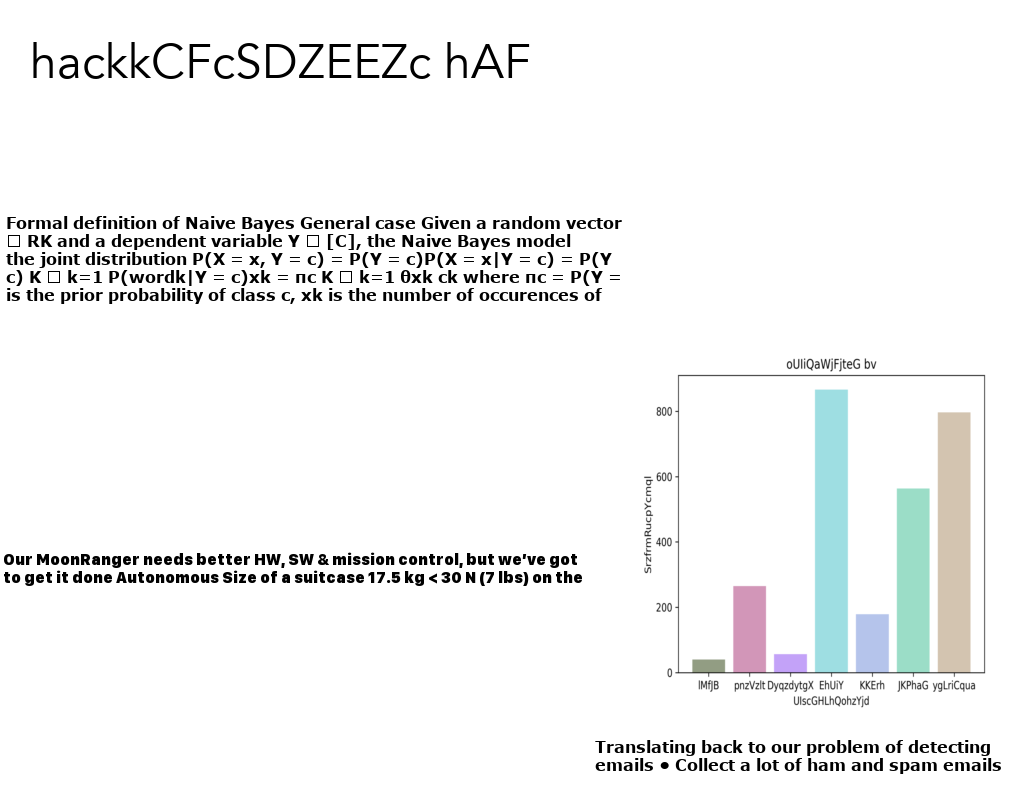 hackkCFcSDZEEZc hAF
Formal definition of Naive Bayes General case Given a random vector
□ RK and a dependent variable Y □ [C], the Naive Bayes model
the joint distribution P(X = x, Y = c) = P(Y = c)P(X = x|Y = c) = P(Y
c) K □ k=1 P(wordk|Y = c)xk = πc K □ k=1 θxk ck where πc = P(Y =
is the prior probability of class c, xk is the number of occurences of
Our MoonRanger needs better HW, SW & mission control, but we've got
to get it done Autonomous Size of a suitcase 17.5 kg < 30 N (7 lbs) on the
oUIiQaWjFjteG bv
800
600
400
200
0
SrzfrmRucpYcmql
lMfJB pnzVzlt DyqzdytgX EhUiY KKErh JKPhaG ygLriCqua
UIscGHLhQohzYjd
Translating back to our problem of detecting
emails • Collect a lot of ham and spam emails